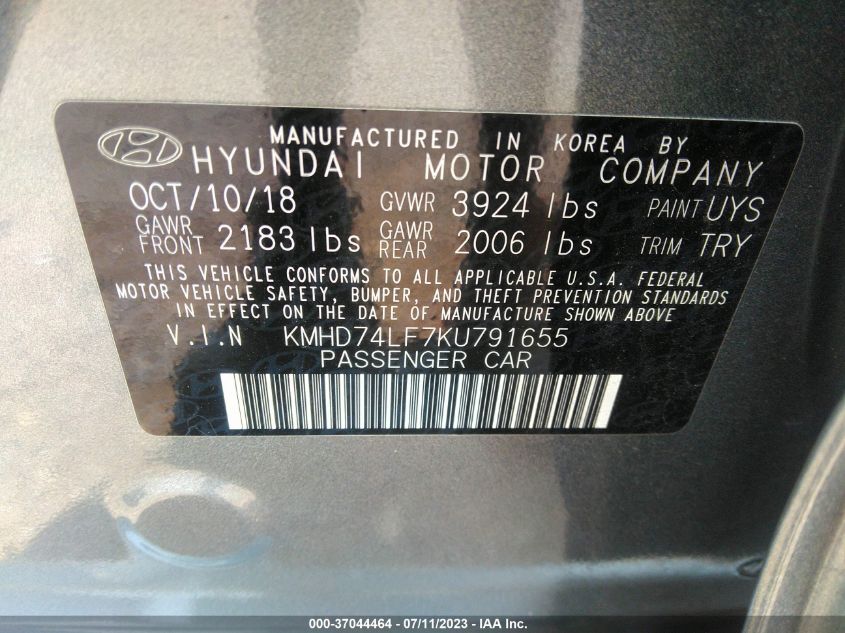 MANUFACTURED IN KOREA BY
HYUNDAI MOTOR COMPANY
OCT/10/18 GVWR 3924 lbs PAINT UYS
GAWR FRONT 2183 lbs GAWR REAR 2006 lbs TRIM TRY
THIS VEHICLE CONFORMS TO ALL APPLICABLE U.S.A. FEDERAL
MOTOR VEHICLE SAFETY, BUMPER, AND THEFT PREVENTION STANDARDS
IN EFFECT ON THE DATE OF MANUFACTURE SHOWN ABOVE
V.I.N KMHD74LF7KU791655
PASSENGER CAR
000-37044464 - 07/11/2023 - IAA Inc.